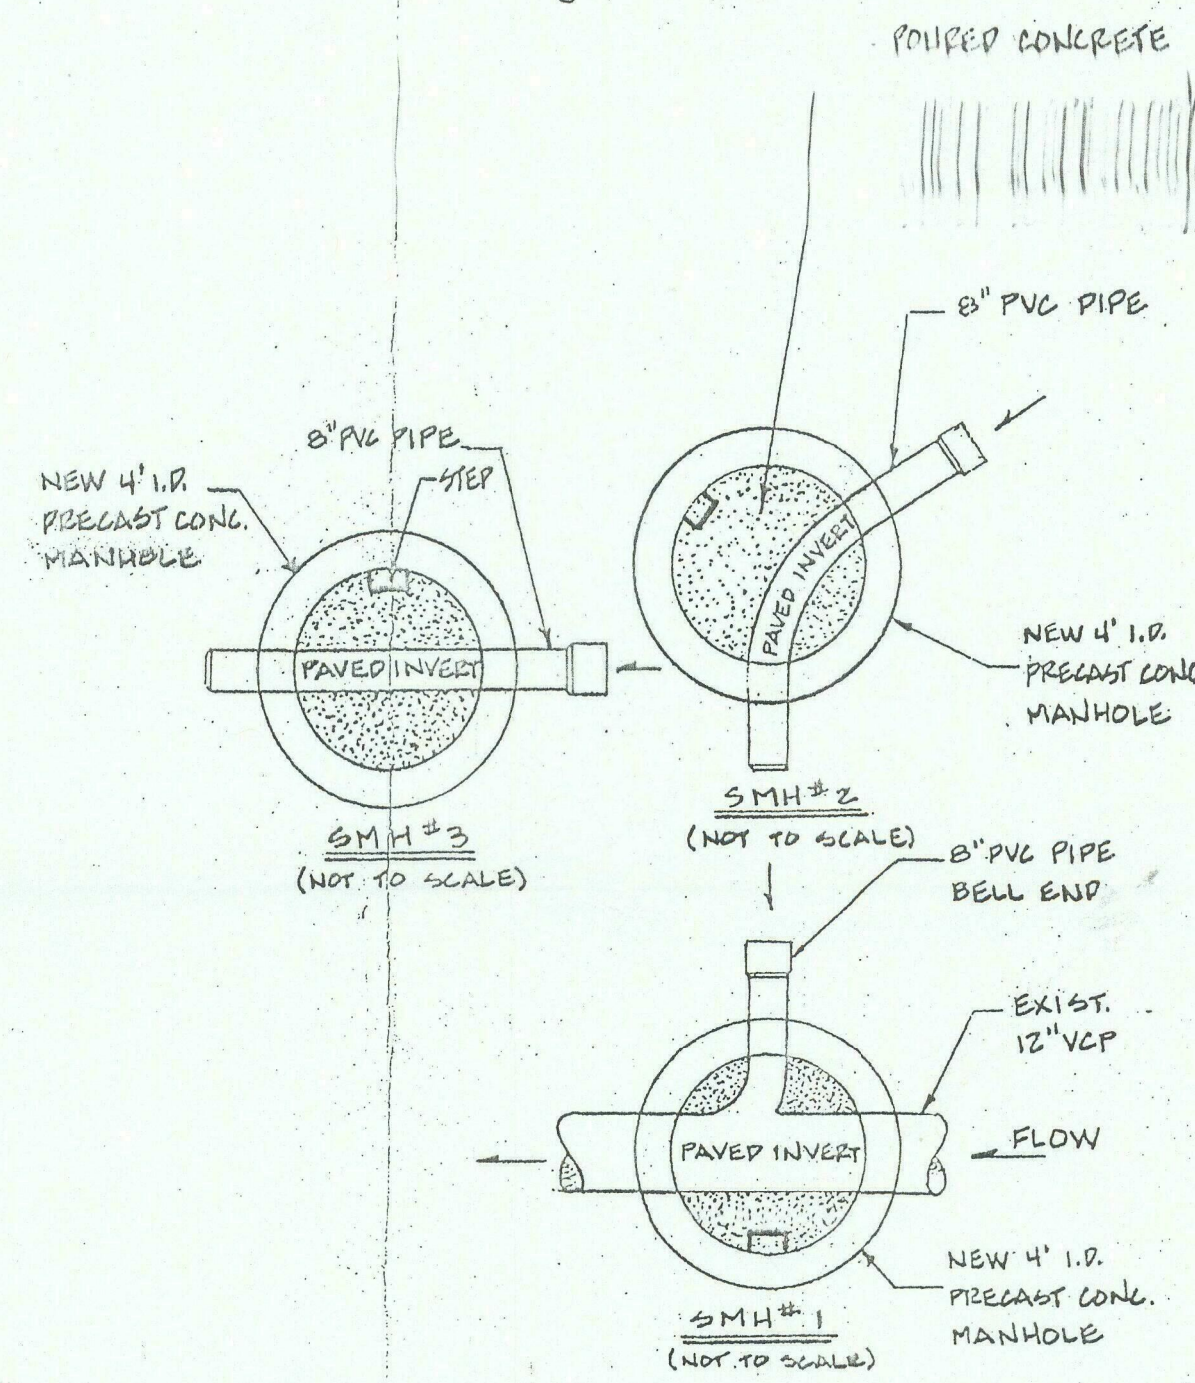 POURED CONCRETE
8" PVC PIPE
8" PVC PIPE
STEP
NEW 4' I.D.
PRECAST CONC.
MANHOLE
PAVED INVERT
PAVED INVERT
NEW 4' I.D.
PRECAST CONC
MANHOLE
SMH #2
(NOT TO SCALE)
SMH #3
(NOT TO SCALE)
8" PVC PIPE
BELL END
EXIST.
12" VCP
FLOW
PAVED INVERT
NEW 4' I.D.
PRECAST CONC.
MANHOLE
SMH #1
(NOT TO SCALE)